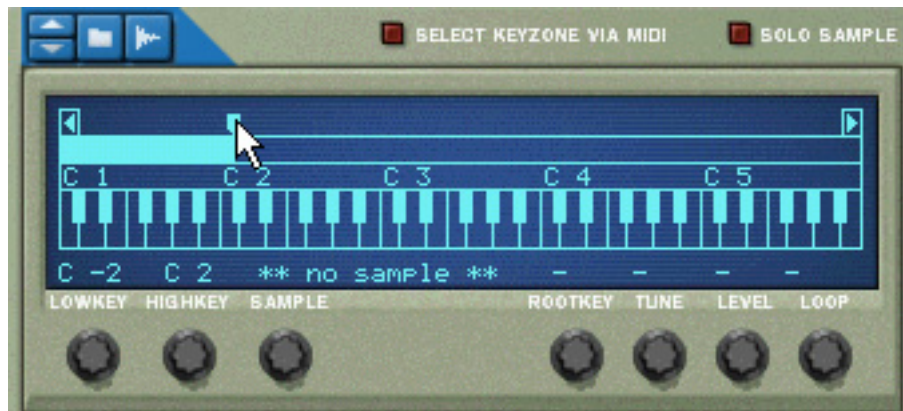 SELECT KEYZONE VIA MIDI SOLO SAMPLE
C 1 C 2 C 3 C 4 C 5
C -2 C 2 ** no sample ** - - - -
LOWKEY HIGHKEY SAMPLE ROOTKEY TUNE LEVEL LOOP